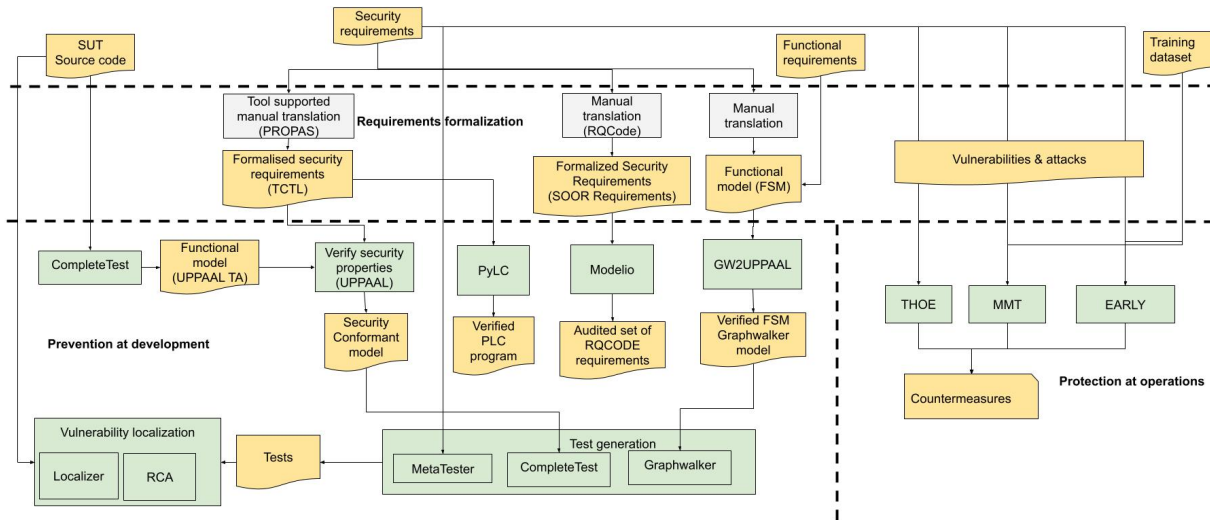 Security
requirements
SUT
Source code
Functional
requirements
Training
dataset
Tool supported
manual translation
(PROPAS)
Requirements formalization
Manual
translation
(RQCode)
Manual
translation
Formalised security
requirements
(TCTL)
Formalized Security
Requirements
(SOOR Requirements)
Functional
model (FSM)
Vulnerabilities & attacks
CompleteTest
Functional
model
(UPPAAL TA)
Verify security
properties
(UPPAAL)
PyLC
Modelio
GW2UPPAAL
THOE
MMT
EARLY
Prevention at development
Security
Conformant
model
Verified
PLC
program
Audited set of
RQCODE
requirements
Verified FSM
Graphwalker
model
Countermeasures
Protection at operations
Vulnerability localization
Localizer
RCA
Tests
Test generation
MetaTester
CompleteTest
Graphwalker